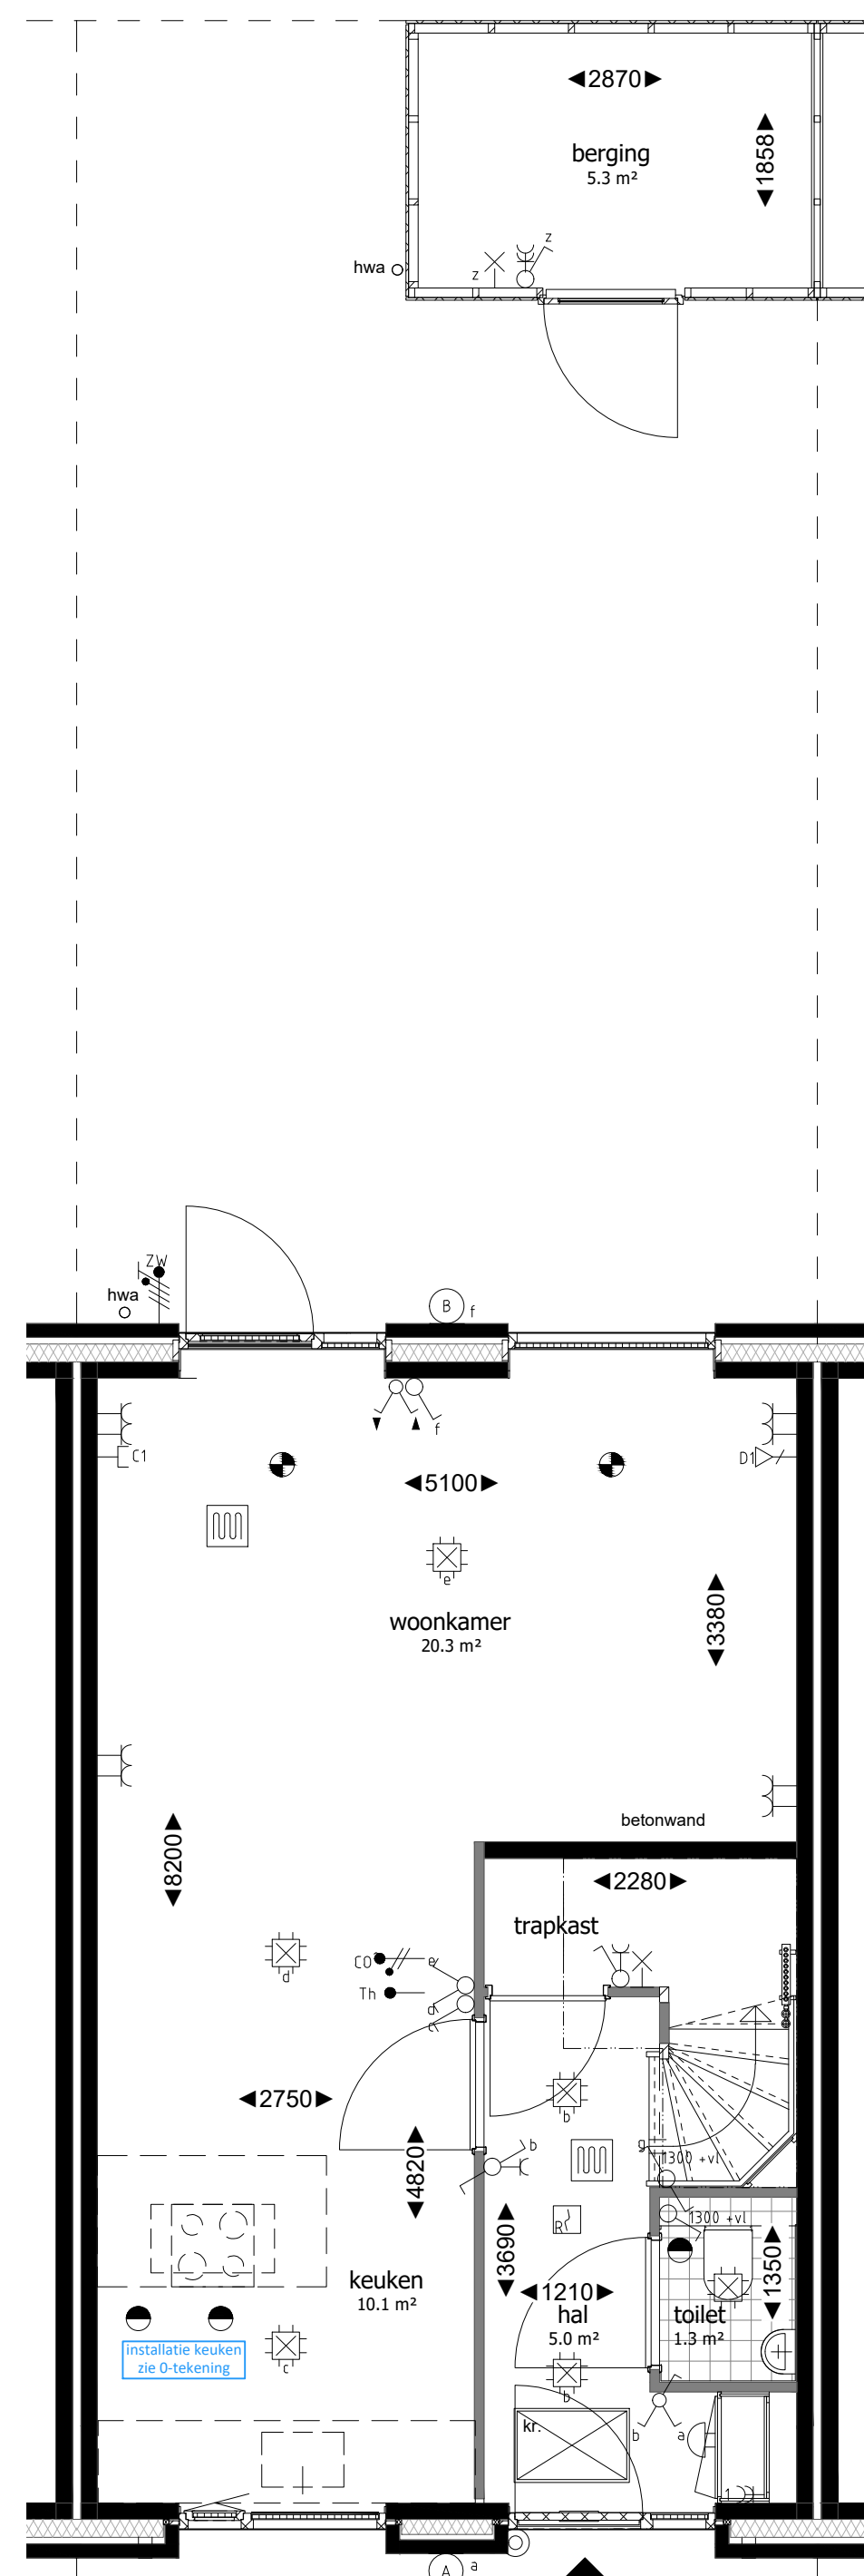 2870
1858
berging
5.3 m²
z
z
hwa
ZW
hwa
B
f
f
C1
D1
5100
e
woonkamer
20.3 m²
3380
betonwand
8200
2280
trapkast
d
CO²
e
Th
d
c
2750
b
b
g
1300 +vl
4820
1300 +vl
R
3690
1350
keuken
10.1 m²
1210
hal
5.0 m²
toilet
1.3 m²
installatie keuken
zie 0-tekening
c
b
kr.
b
a
1
A
a